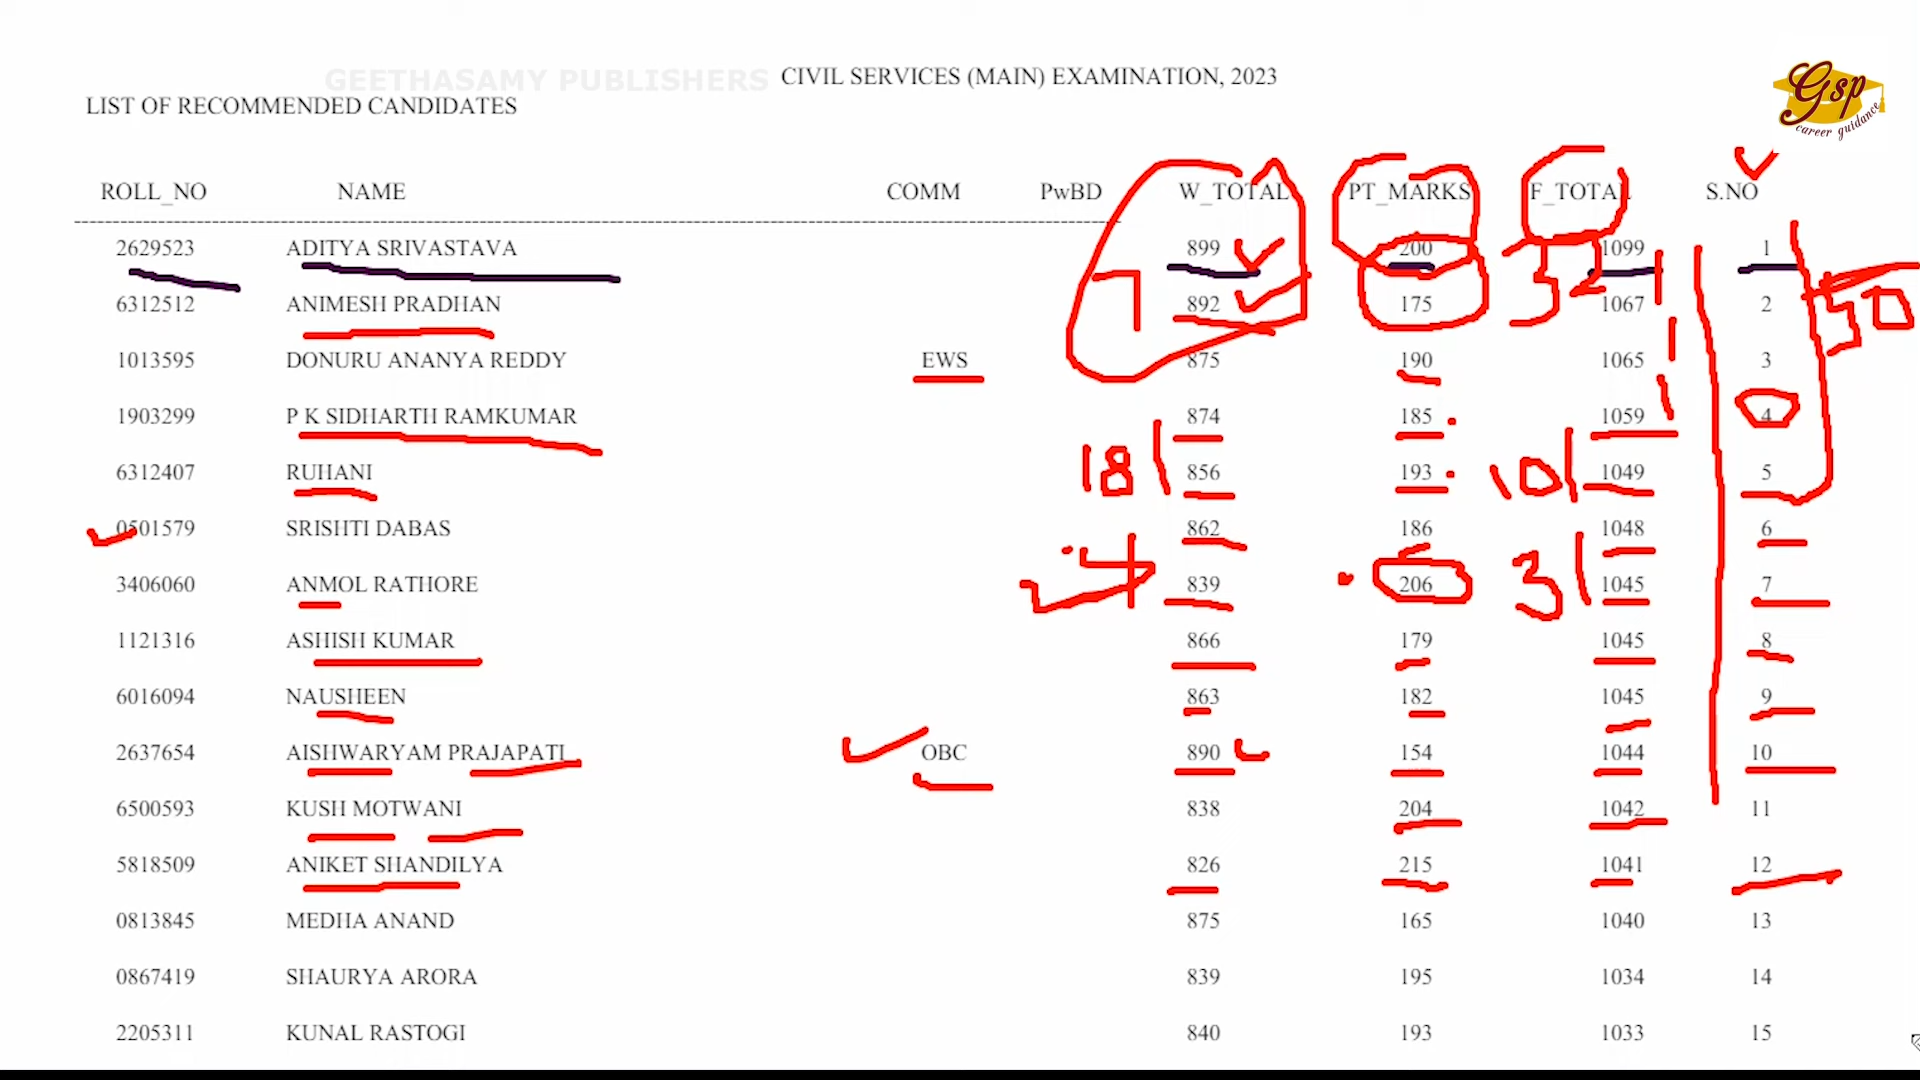 GEETHASAMY PUBLISHERS CIVIL SERVICES (MAIN) EXAMINATION, 2023
LIST OF RECOMMENDED CANDIDATES
Gsp
career guidance
ROLL_NO NAME COMM PwBD W_TOTAL PT_MARKS F_TOTAL S.NO
2629523 ADITYA SRIVASTAVA 899 200 1099 1
6312512 ANIMESH PRADHAN 7 892 175 32 1067 2 50
1013595 DONURU ANANYA REDDY EWS 875 190 1065 3
1903299 P K SIDHARTH RAMKUMAR 874 185 1059 4
6312407 RUHANI 18 856 193 10 1049 5
0501579 SRISHTI DABAS 862 186 1048 6
3406060 ANMOL RATHORE 839 206 3 1045 7
1121316 ASHISH KUMAR 866 179 1045 8
6016094 NAUSHEEN 863 182 1045 9
2637654 AISHWARYAM PRAJAPATI OBC 890 154 1044 10
6500593 KUSH MOTWANI 838 204 1042 11
5818509 ANIKET SHANDILYA 826 215 1041 12
0813845 MEDHA ANAND 875 165 1040 13
0867419 SHAURYA ARORA 839 195 1034 14
2205311 KUNAL RASTOGI 840 193 1033 15